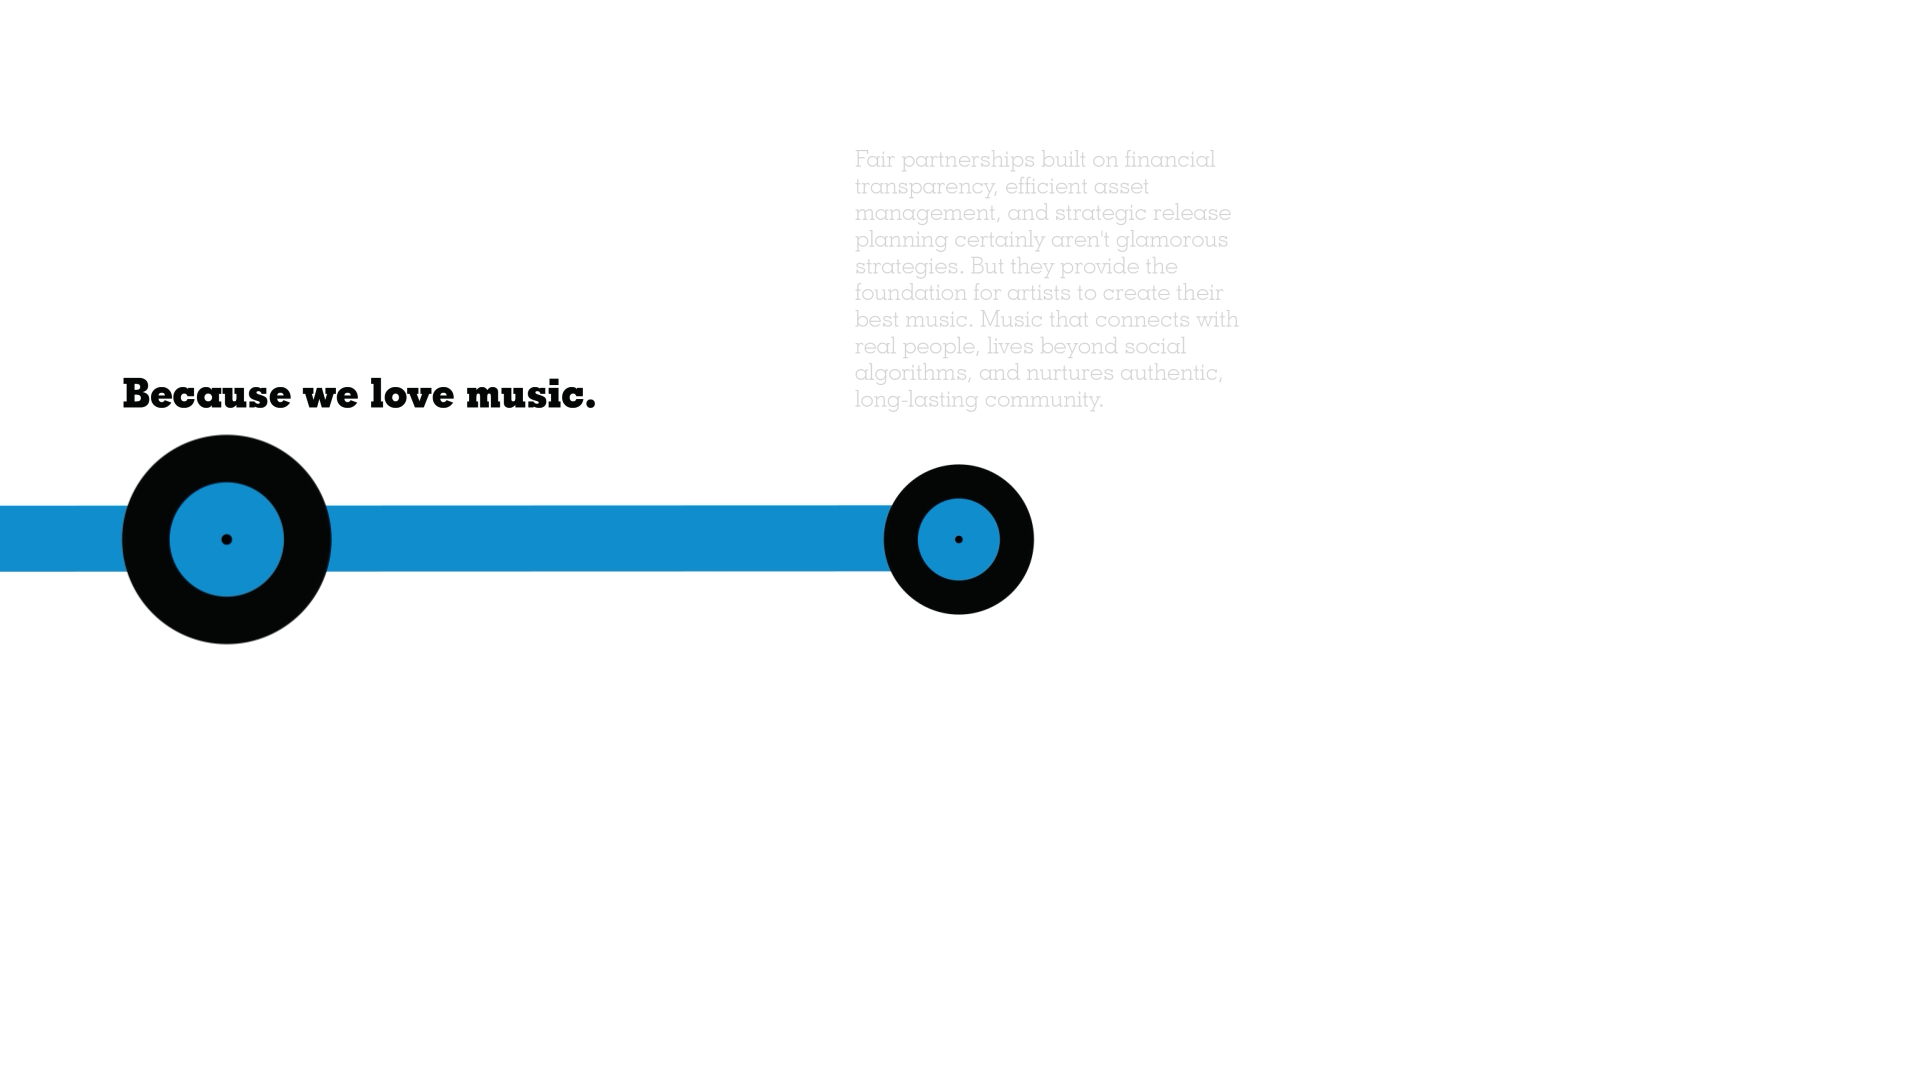 Because we love music.
Fair partnerships built on financial
transparency, efficient asset
management, and strategic release
planning certainly aren't glamorous
strategies. But they provide the
foundation for artists to create their
best music. Music that connects with
real people, lives beyond social
algorithms, and nurtures authentic,
long-lasting community.